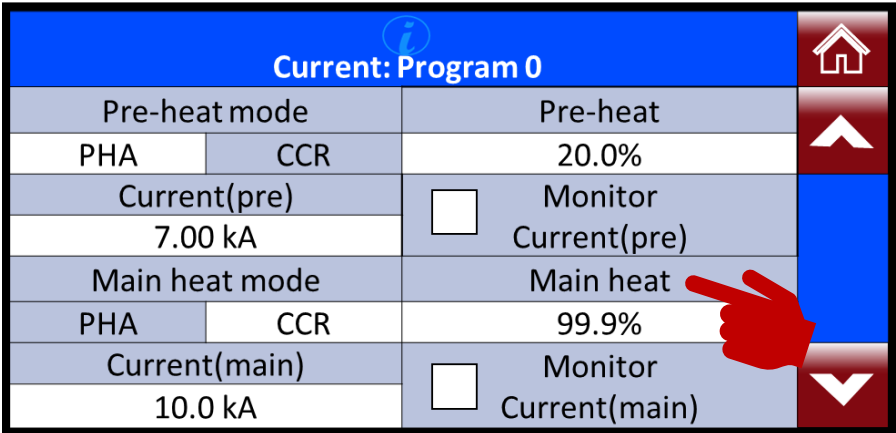 i
Current: Program 0
Pre-heat mode
Pre-heat
PHA
CCR
20.0%
Current(pre)
Monitor
7.00 kA
Current(pre)
Main heat mode
Main heat
PHA
CCR
99.9%
Current(main)
Monitor
10.0 kA
Current(main)